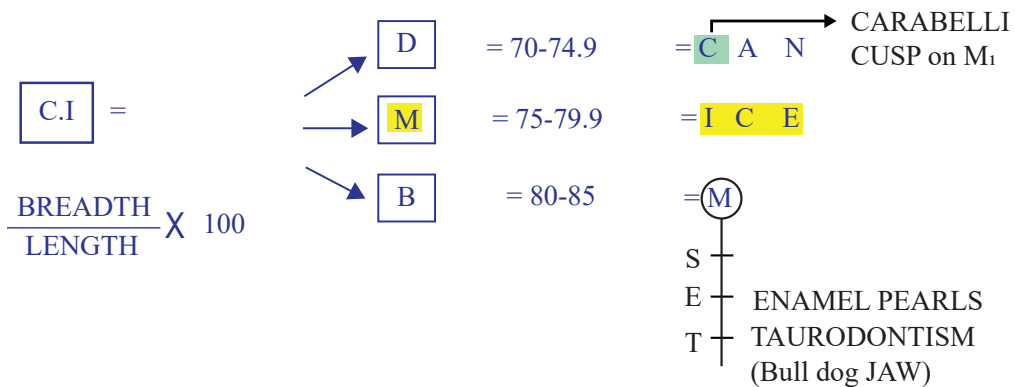 D = 70-74.9 = C A N CARABELLI
CUSP on M₁
C.I = M = 75-79.9 = I C E
B = 80-85 = M
BREADTH
LENGTH X 100
S
E ENAMEL PEARLS
T TAURODONTISM
(Bull dog JAW)